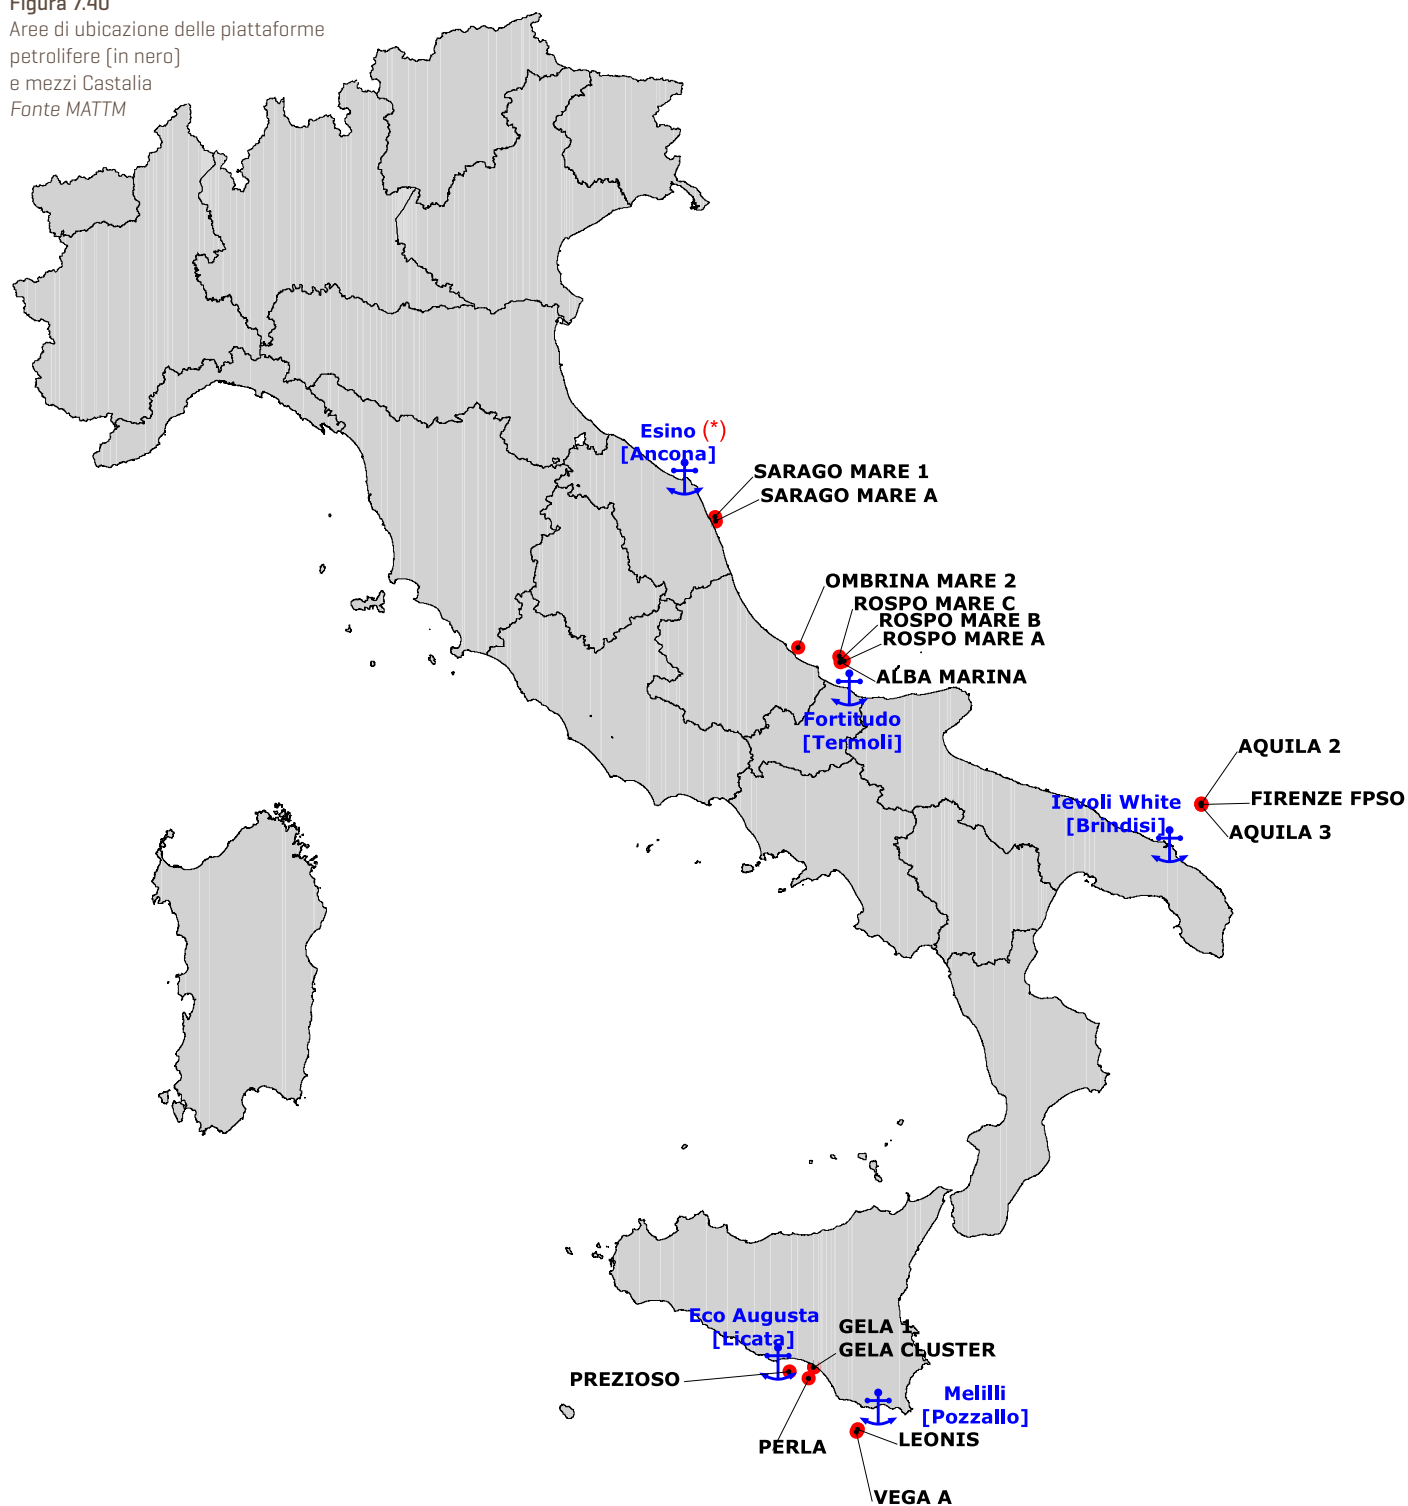 Figura 7.40
Aree di ubicazione delle piattaforme
petrolifere (in nero)
e mezzi Castalia
Fonte MATTM
Esino (*)
[Ancona]
SARAGO MARE 1
SARAGO MARE A
OMBRINA MARE 2
ROSPO MARE C
ROSPO MARE B
ROSPO MARE A
ALBA MARINA
Fortitudo
[Termoli]
AQUILA 2
FIRENZE FPSO
AQUILA 3
Ievoli White
[Brindisi]
Eco Augusta
[Licata]
GELA 1
GELA CLUSTER
PREZIOSO
PERLA
Melilli
[Pozzallo]
LEONIS
VEGA A